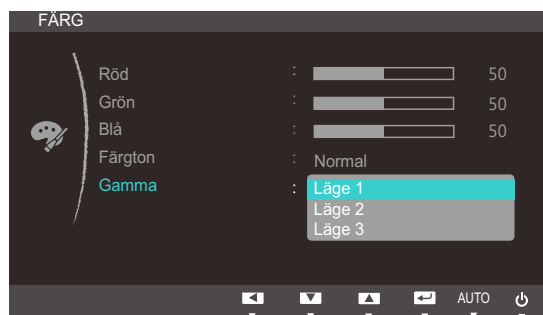 FÄRG
Röd : 50
Grön : 50
Blå : 50
Färgton : Normal
Gamma : Läge 1
Läge 2
Läge 3
AUTO